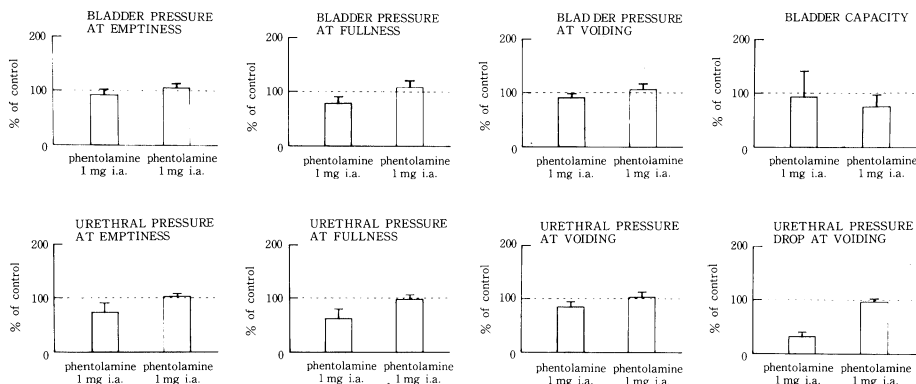 BLADDER PRESSURE
AT EMPTINESS
200
100
0
% of control
phentolamine phentolamine
1 mg i.a. 1 mg i.a.
BLADDER PRESSURE
AT FULLNESS
200
100
0
% of control
phentolamine phentolamine
1 mg i.a. 1 mg i.a.
BLADDER PRESSURE
AT VOIDING
200
100
0
% of control
phentolamine phentolamine
1 mg i.a. 1 mg i.a.
BLADDER CAPACITY
200
100
0
% of control
phentolamine phentolamine
1 mg i.a. 1 mg i.a.
URETHRAL PRESSURE
AT EMPTINESS
200
100
0
% of control
phentolamine phentolamine
1 mg i.a. 1 mg i.a.
URETHRAL PRESSURE
AT FULLNESS
200
100
0
% of control
phentolamine phentolamine
1 mg i.a. 1 mg i.a.
URETHRAL PRESSURE
AT VOIDING
200
100
0
% of control
phentolamine phentolamine
1 mg i.a. 1 mg i.a.
URETHRAL PRESSURE
DROP AT VOIDING
200
100
0
% of control
phentolamine phentolamine
1 mg i.a. 1 mg i.a.